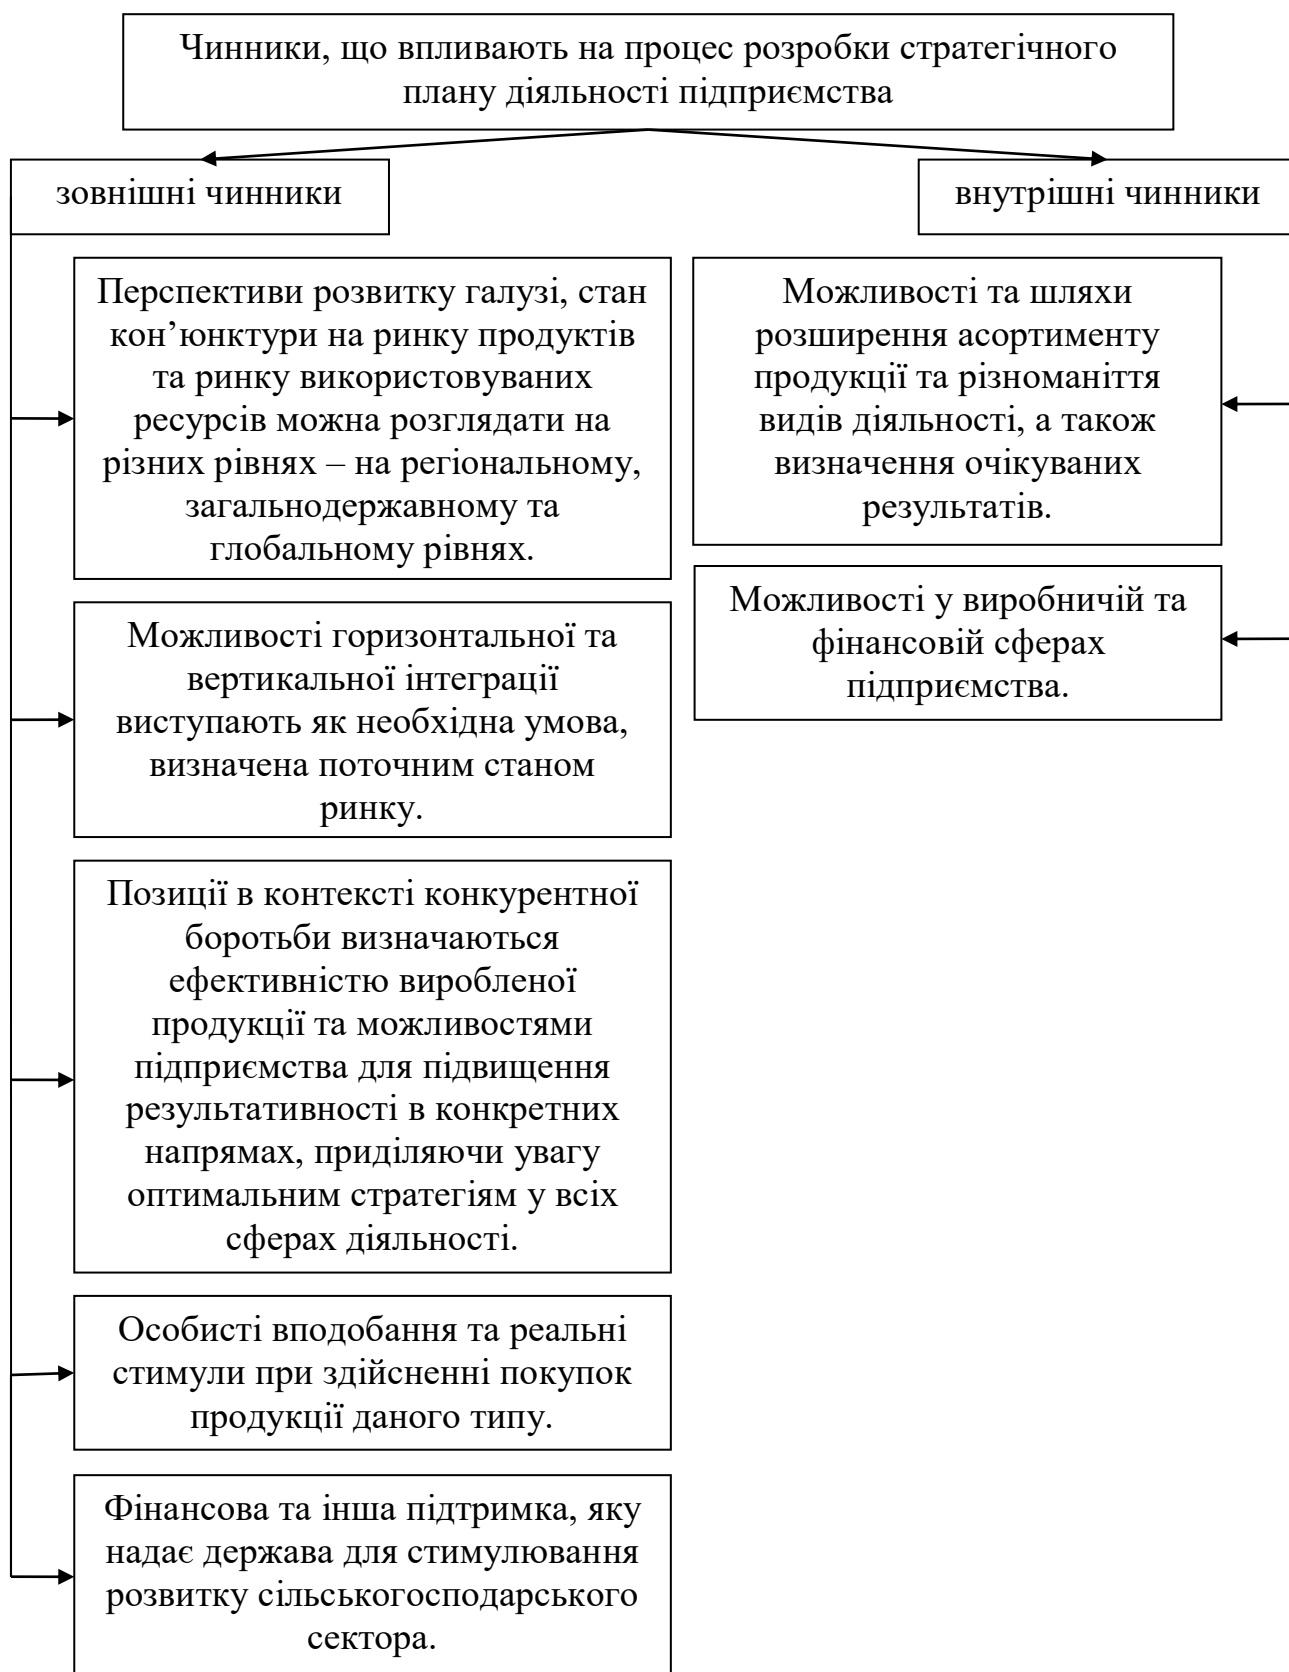 Чинники, що впливають на процес розробки стратегічного
плану діяльності підприємства
зовнішні чинники
внутрішні чинники
Перспективи розвитку галузі, стан
кон’юнктури на ринку продуктів
та ринку використовуваних
ресурсів можна розглядати на
різних рівнях – на регіональному,
загальнодержавному та
глобальному рівнях.
Можливості горизонтальної та
вертикальної інтеграції
виступають як необхідна умова,
визначена поточним станом
ринку.
Позиції в контексті конкурентної
боротьби визначаються
ефективністю виробленої
продукції та можливостями
підприємства для підвищення
результативності в конкретних
напрямах, приділяючи увагу
оптимальним стратегіям у всіх
сферах діяльності.
Особисті вподобання та реальні
стимули при здійсненні покупок
продукції даного типу.
Фінансова та інша підтримка, яку
надає держава для стимулювання
розвитку сільськогосподарського
сектора.
Можливості та шляхи
розширення асортименту
продукції та різноманіття
видів діяльності, а також
визначення очікуваних
результатів.
Можливості у виробничій та
фінансовій сферах
підприємства.